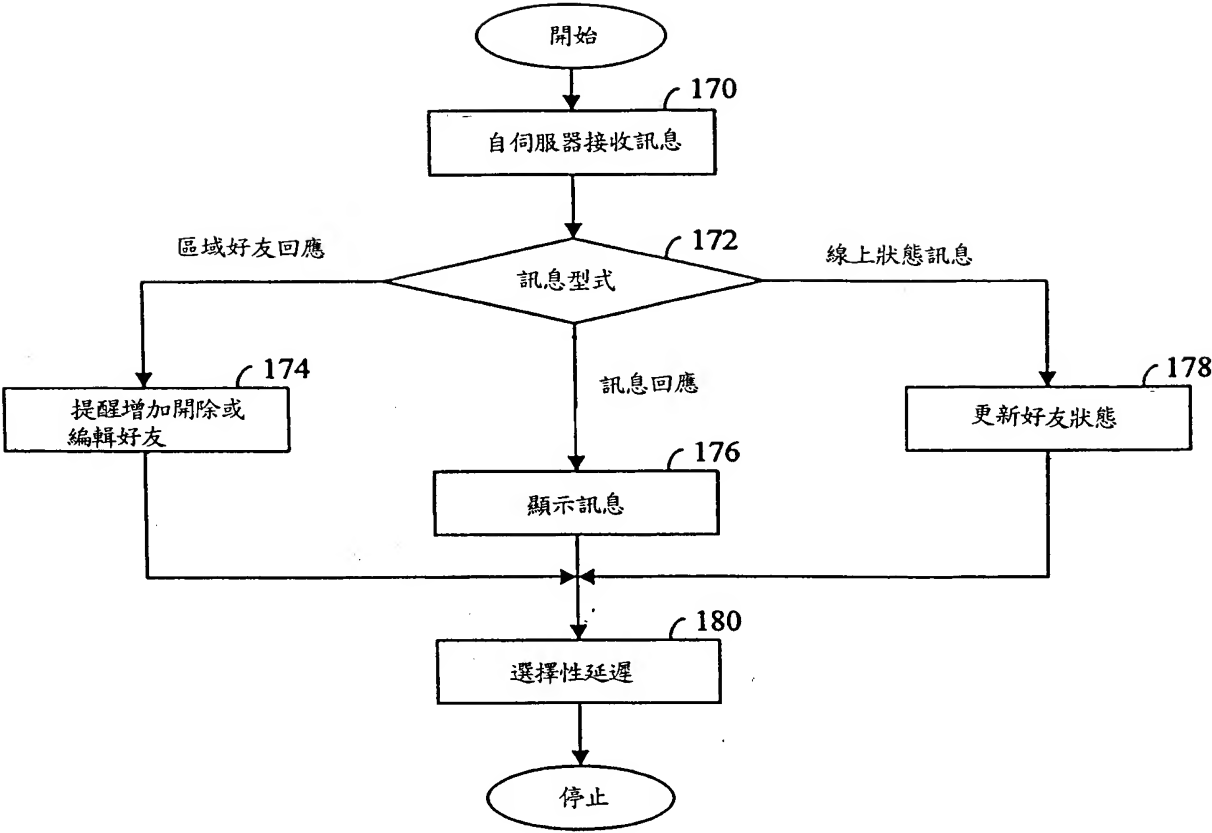 開始
170
自伺服器接收訊息
區域好友回應
172
線上狀態訊息
訊息型式
174
提醒增加開除或
編輯好友
訊息回應
178
更新好友狀態
176
顯示訊息
180
選擇性延遲
停止